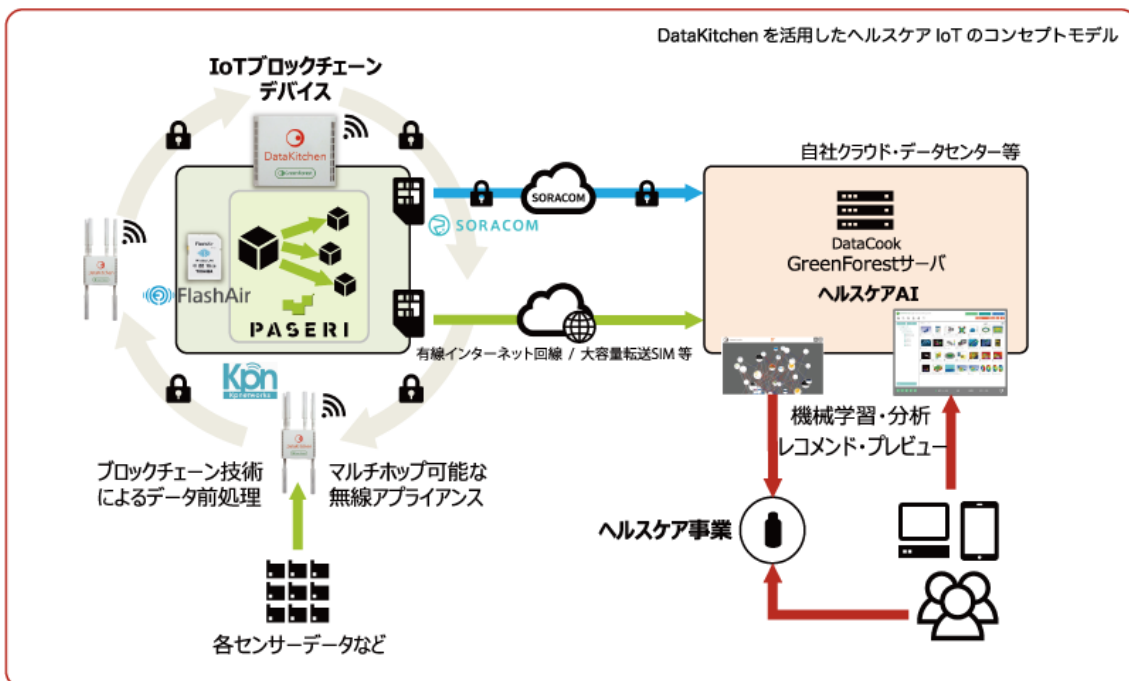 DataKitchen を活用したヘルスケア IoT のコンセプトモデル
IoTブロックチェーン
デバイス
DataKitchen
GreenForest
自社クラウド・データセンター等
SORACOM
SORACOM
DataCook
GreenForestサーバ
ヘルスケアAI
FlashAir
TOSHIBA
FlashAir
PASERI
DataKitchen
有線インターネット回線 / 大容量転送SIM 等
Kpn
Kpnetworks
機械学習・分析
レコメンド・プレビュー
ブロックチェーン技術
によるデータ前処理
マルチホップ可能な
無線アプライアンス
DataKitchen
ヘルスケア事業
各センサーデータなど